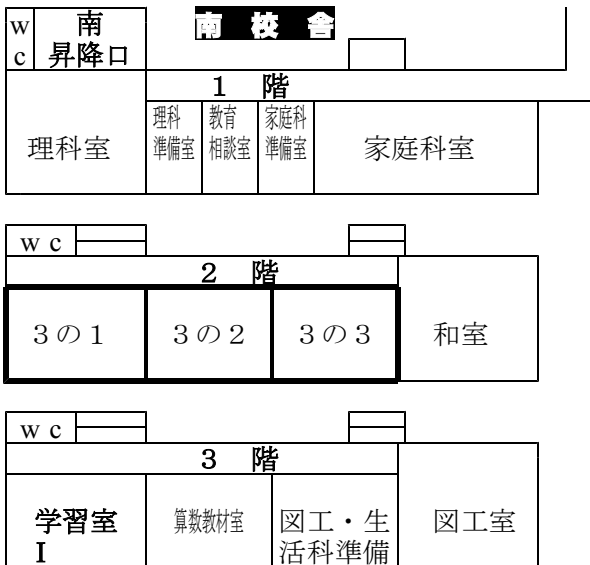 w
c
南
昇降口
南 校 舎
１ 階
理科室
理科
準備室
教育
相談室
家庭科
準備室
家庭科室
w c
２ 階
３の１
３の２
３の３
和室
w c
３ 階
学習室
Ⅰ
算数教材室
図工・生
活科準備
図工室